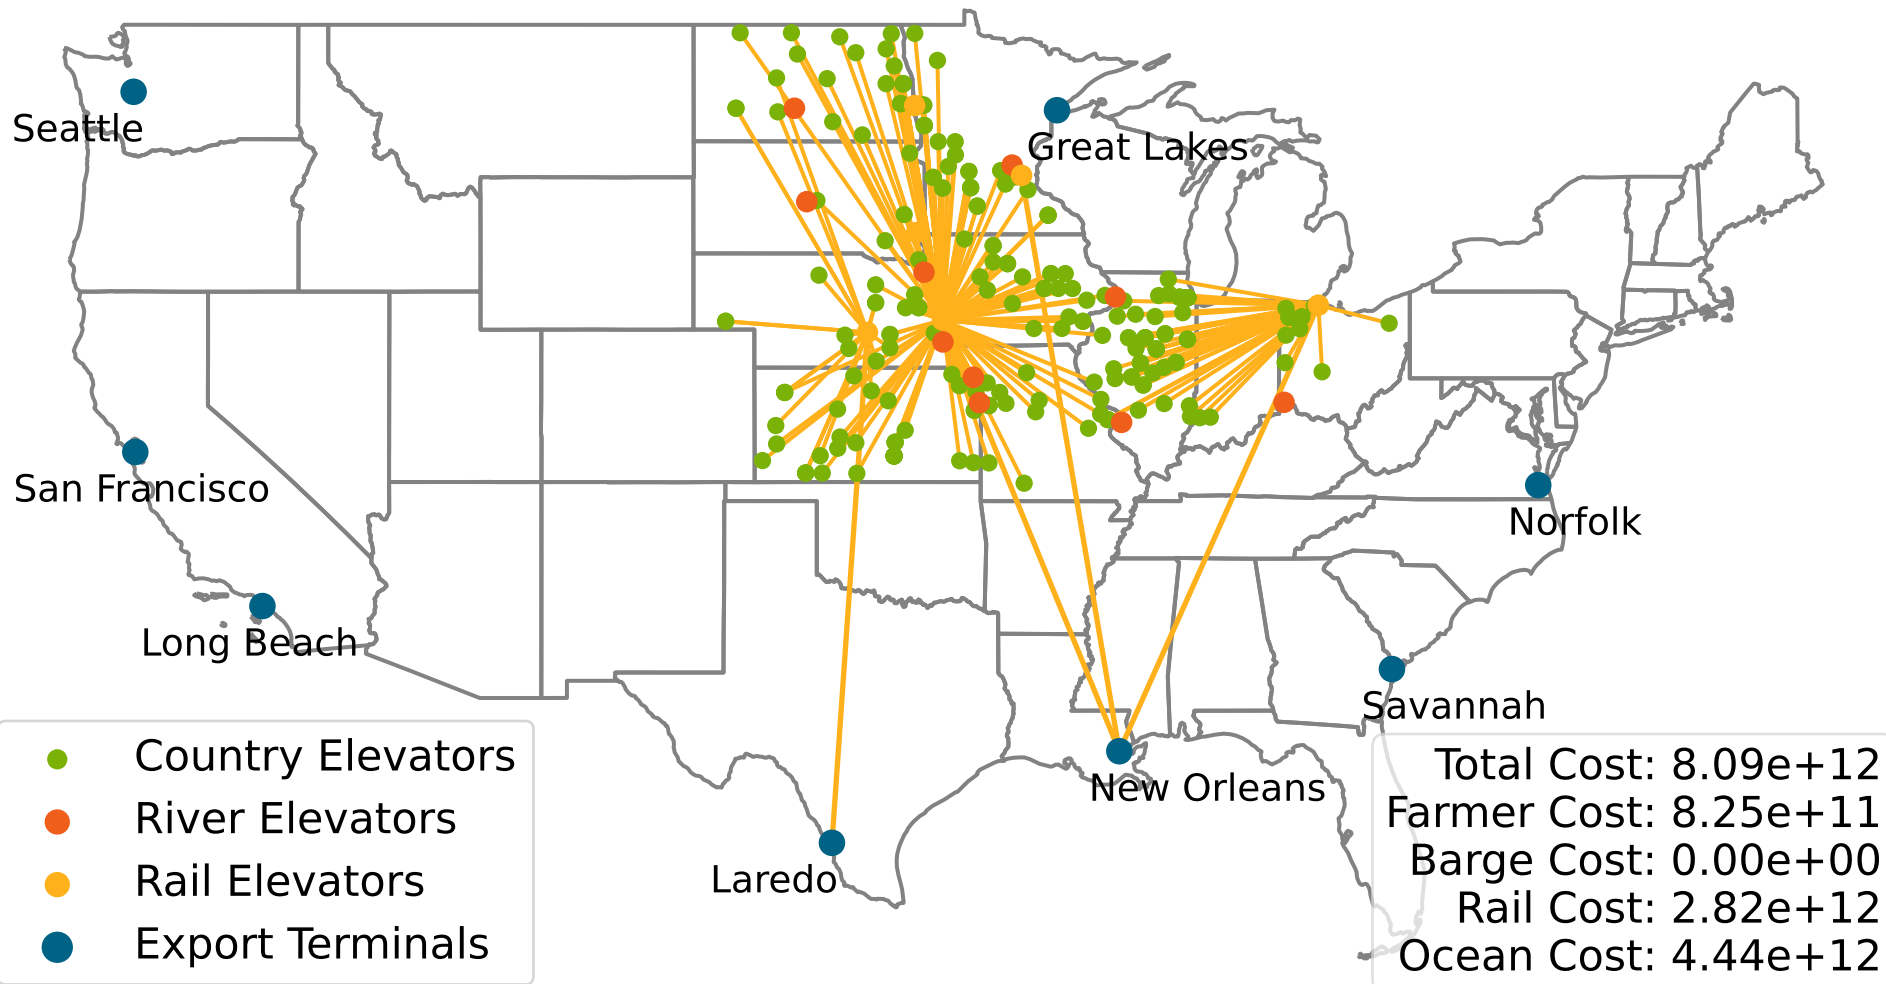 Seattle
Great Lakes
San Francisco
Norfolk
Long Beach
Savannah
New Orleans
Laredo
Country Elevators
River Elevators
Rail Elevators
Export Terminals
Total Cost: 8.09e+12
Farmer Cost: 8.25e+11
Barge Cost: 0.00e+00
Rail Cost: 2.82e+12
Ocean Cost: 4.44e+12